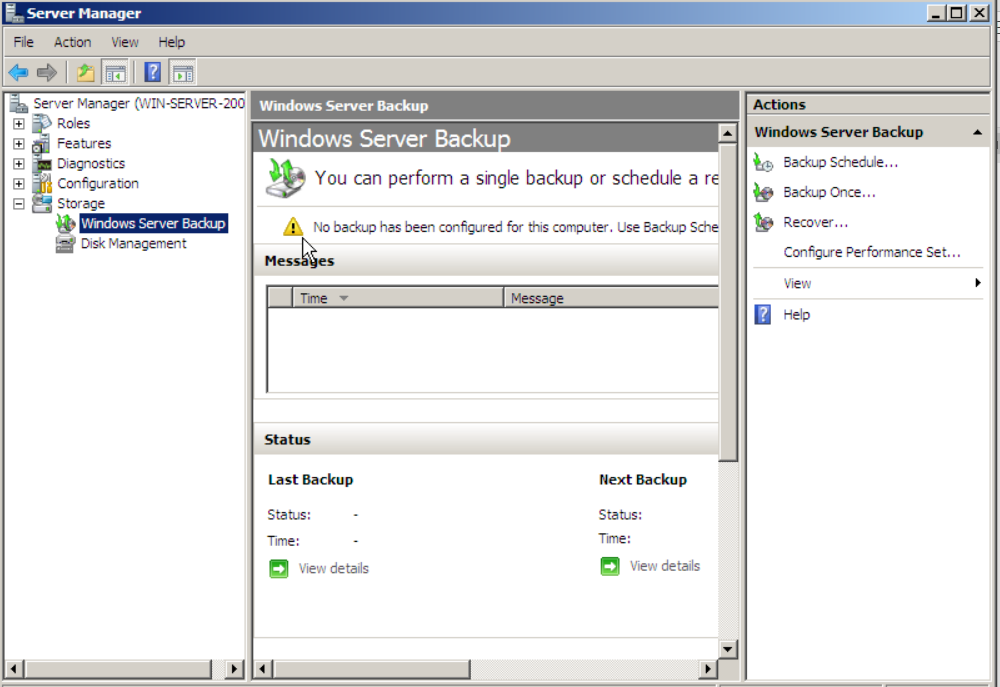 Server Manager
File Action View Help
Server Manager (WIN-SERVER-200
Roles
Features
Diagnostics
Configuration
Storage
Windows Server Backup
Disk Management
Windows Server Backup
Windows Server Backup
You can perform a single backup or schedule a re
No backup has been configured for this computer. Use Backup Sche
Messages
Time Message
Status
Last Backup Next Backup
Status: - Status:
Time: - Time:
View details View details
Actions
Windows Server Backup
Backup Schedule...
Backup Once...
Recover...
Configure Performance Set...
View
Help